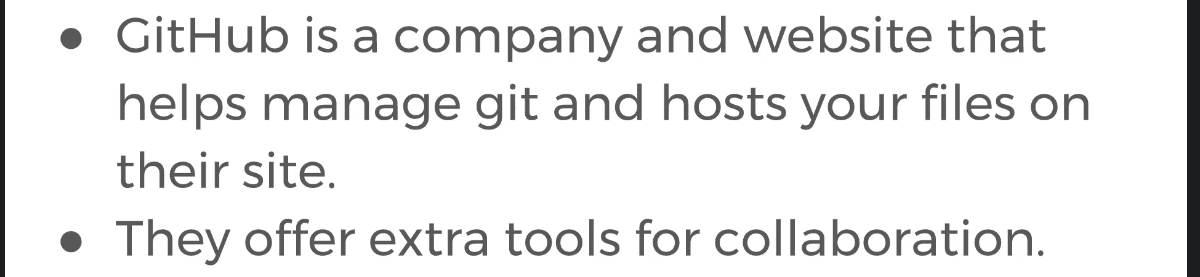 ● GitHub is a company and website that
helps manage git and hosts your files on
their site.
● They offer extra tools for collaboration.